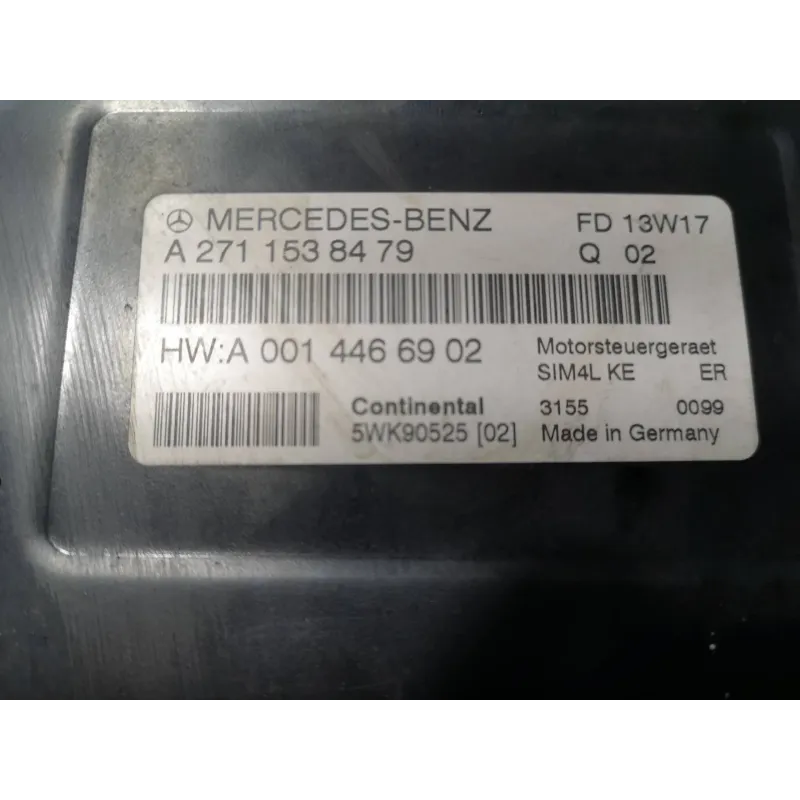 MERCEDES-BENZ FD 13W17
A 271 153 84 79 Q 02
HW:A 001 446 69 02 Motorsteuergeraet
SIM4L KE ER
Continental 3155 0099
5WK90525 [02] Made in Germany